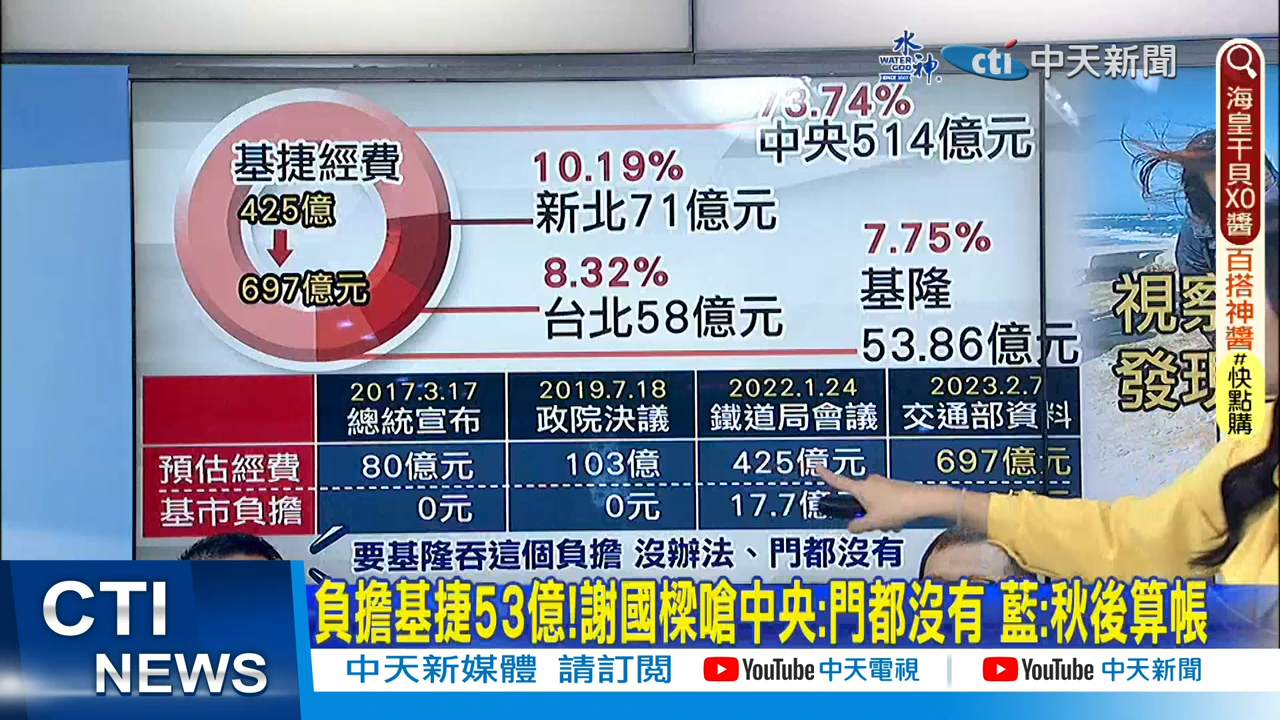 水神
WATER GOD
SINCE 2007
cti 中天新聞
海皇干貝XO醬
百搭神醬
#快點購
基捷經費
425億
697億元
73.74%
中央514億元
10.19%
新北71億元
8.32%
台北58億元
7.75%
基隆
53.86億元
視察
發現
2017.3.17 2019.7.18 2022.1.24 2023.2.7
總統宣布 政院決議 鐵道局會議 交通部資料
預估經費 80億元 103億 425億元 697億元
基市負擔 0元 0元 17.7億元
要基隆吞這個負擔 沒辦法、門都沒有
負擔基捷53億!謝國樑嗆中央:門都沒有 藍:秋後算帳
CTI
NEWS
中天新媒體 請訂閱 YouTube 中天電視 YouTube 中天新聞